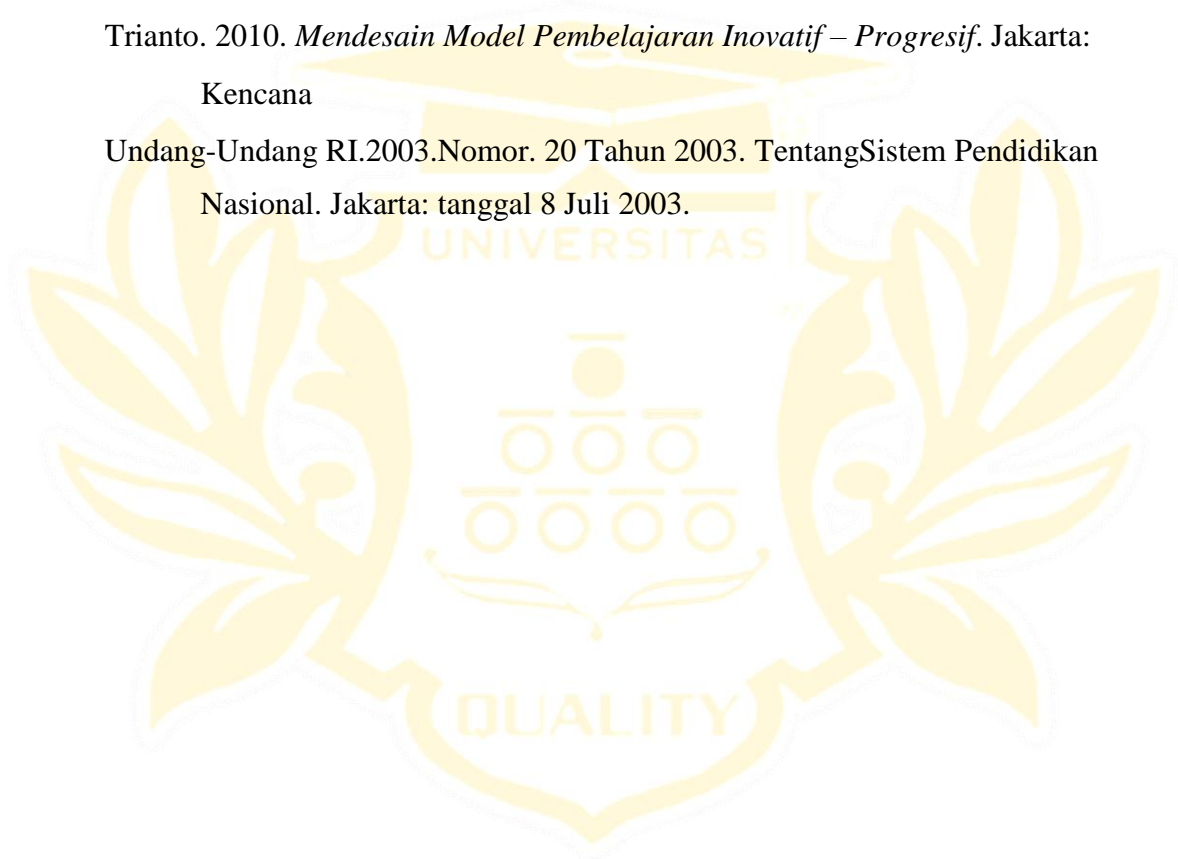 Trianto. 2010. Mendesain Model Pembelajaran Inovatif – Progresif. Jakarta:
Kencana
Undang-Undang RI.2003.Nomor. 20 Tahun 2003. TentangSistem Pendidikan
Nasional. Jakarta: tanggal 8 Juli 2003.
UNIVERSITAS
QUALITY